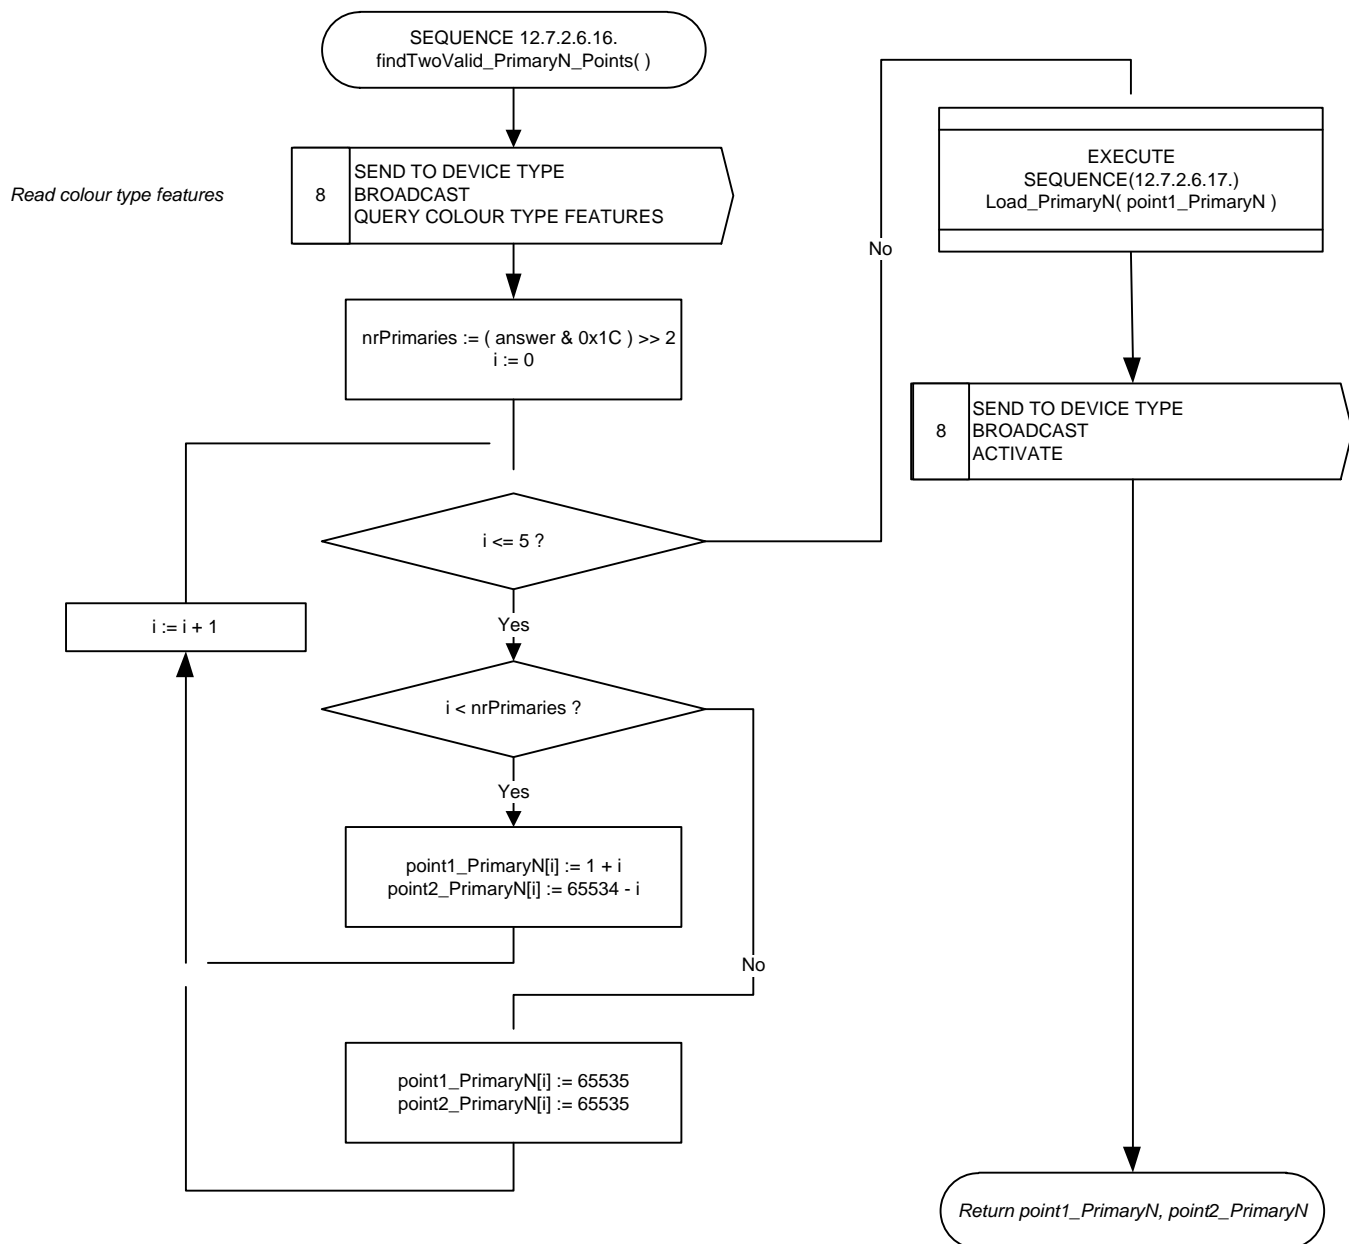 SEQUENCE 12.7.2.6.16.
findTwoValid_PrimaryN_Points( )
Read colour type features
8
SEND TO DEVICE TYPE
BROADCAST
QUERY COLOUR TYPE FEATURES
nrPrimaries := ( answer & 0x1C ) >> 2
i := 0
i <= 5 ?
No
Yes
i := i + 1
i < nrPrimaries ?
Yes
point1_PrimaryN[i] := 1 + i
point2_PrimaryN[i] := 65534 - i
No
point1_PrimaryN[i] := 65535
point2_PrimaryN[i] := 65535
EXECUTE
SEQUENCE(12.7.2.6.17.)
Load_PrimaryN( point1_PrimaryN )
8
SEND TO DEVICE TYPE
BROADCAST
ACTIVATE
Return point1_PrimaryN, point2_PrimaryN